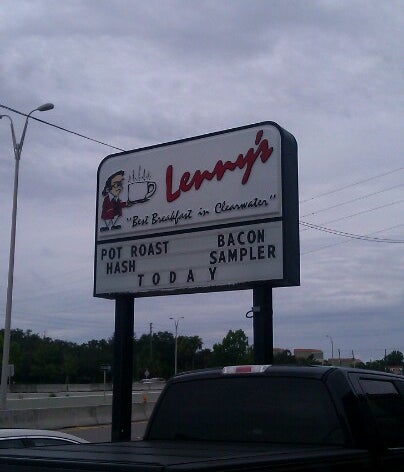 Lenny's
"Best Breakfast in Clearwater"
POT ROAST BACON
HASH SAMPLER
TODAY